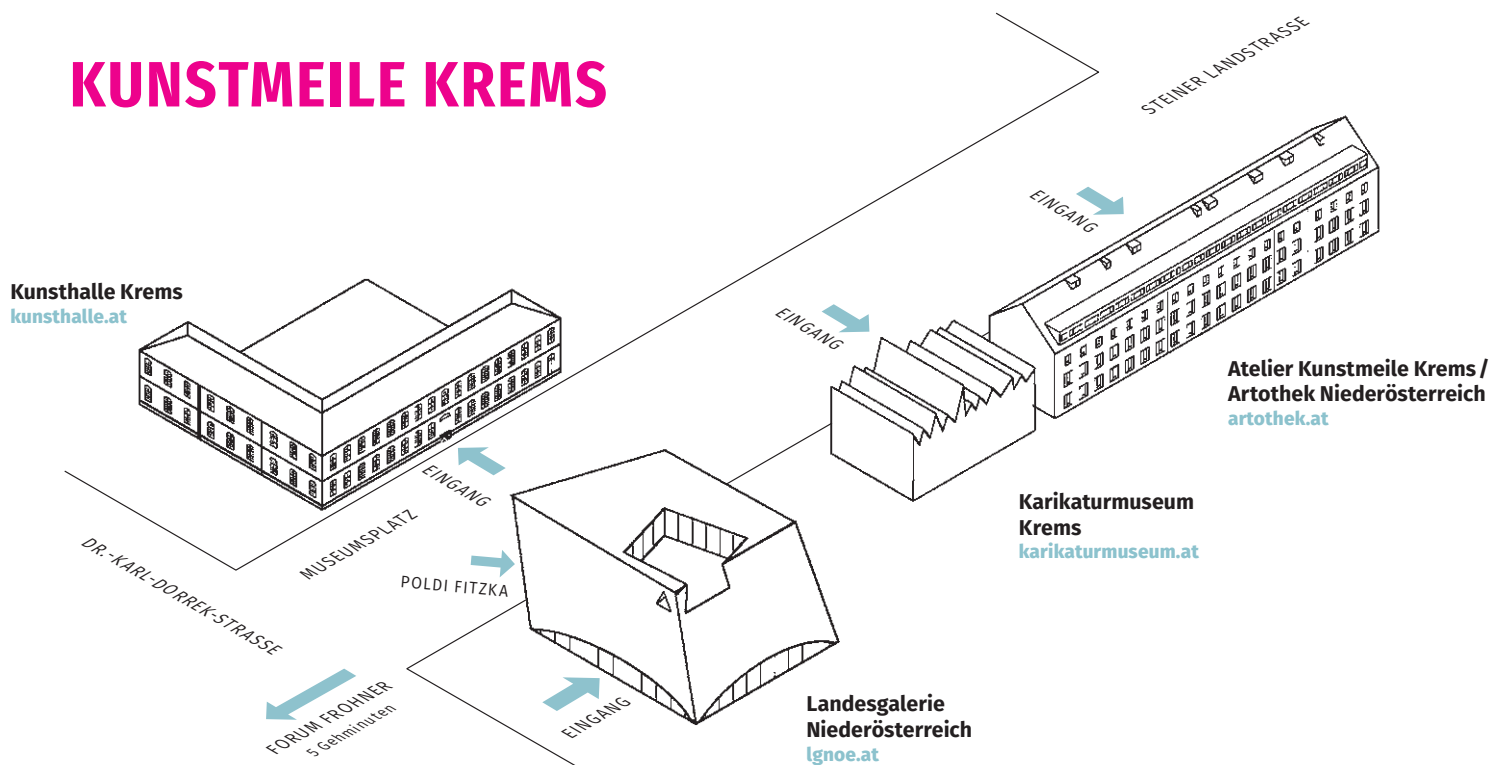 KUNSTMEILE KREMS
STEINER LANDSTRASSE
EINGANG
Kunsthalle Krems
kunsthalle.at
EINGANG
Atelier Kunstmeile Krems /
Artothek Niederösterreich
artothek.at
EINGANG
Karikaturmuseum
Krems
karikaturmuseum.at
MUSEUMSPLATZ
DR.-KARL-DORREK-STRASSE
POLDI FITZKA
FORUM FROHNER
5 Gehminuten
EINGANG
Landesgalerie
Niederösterreich
lgnoe.at